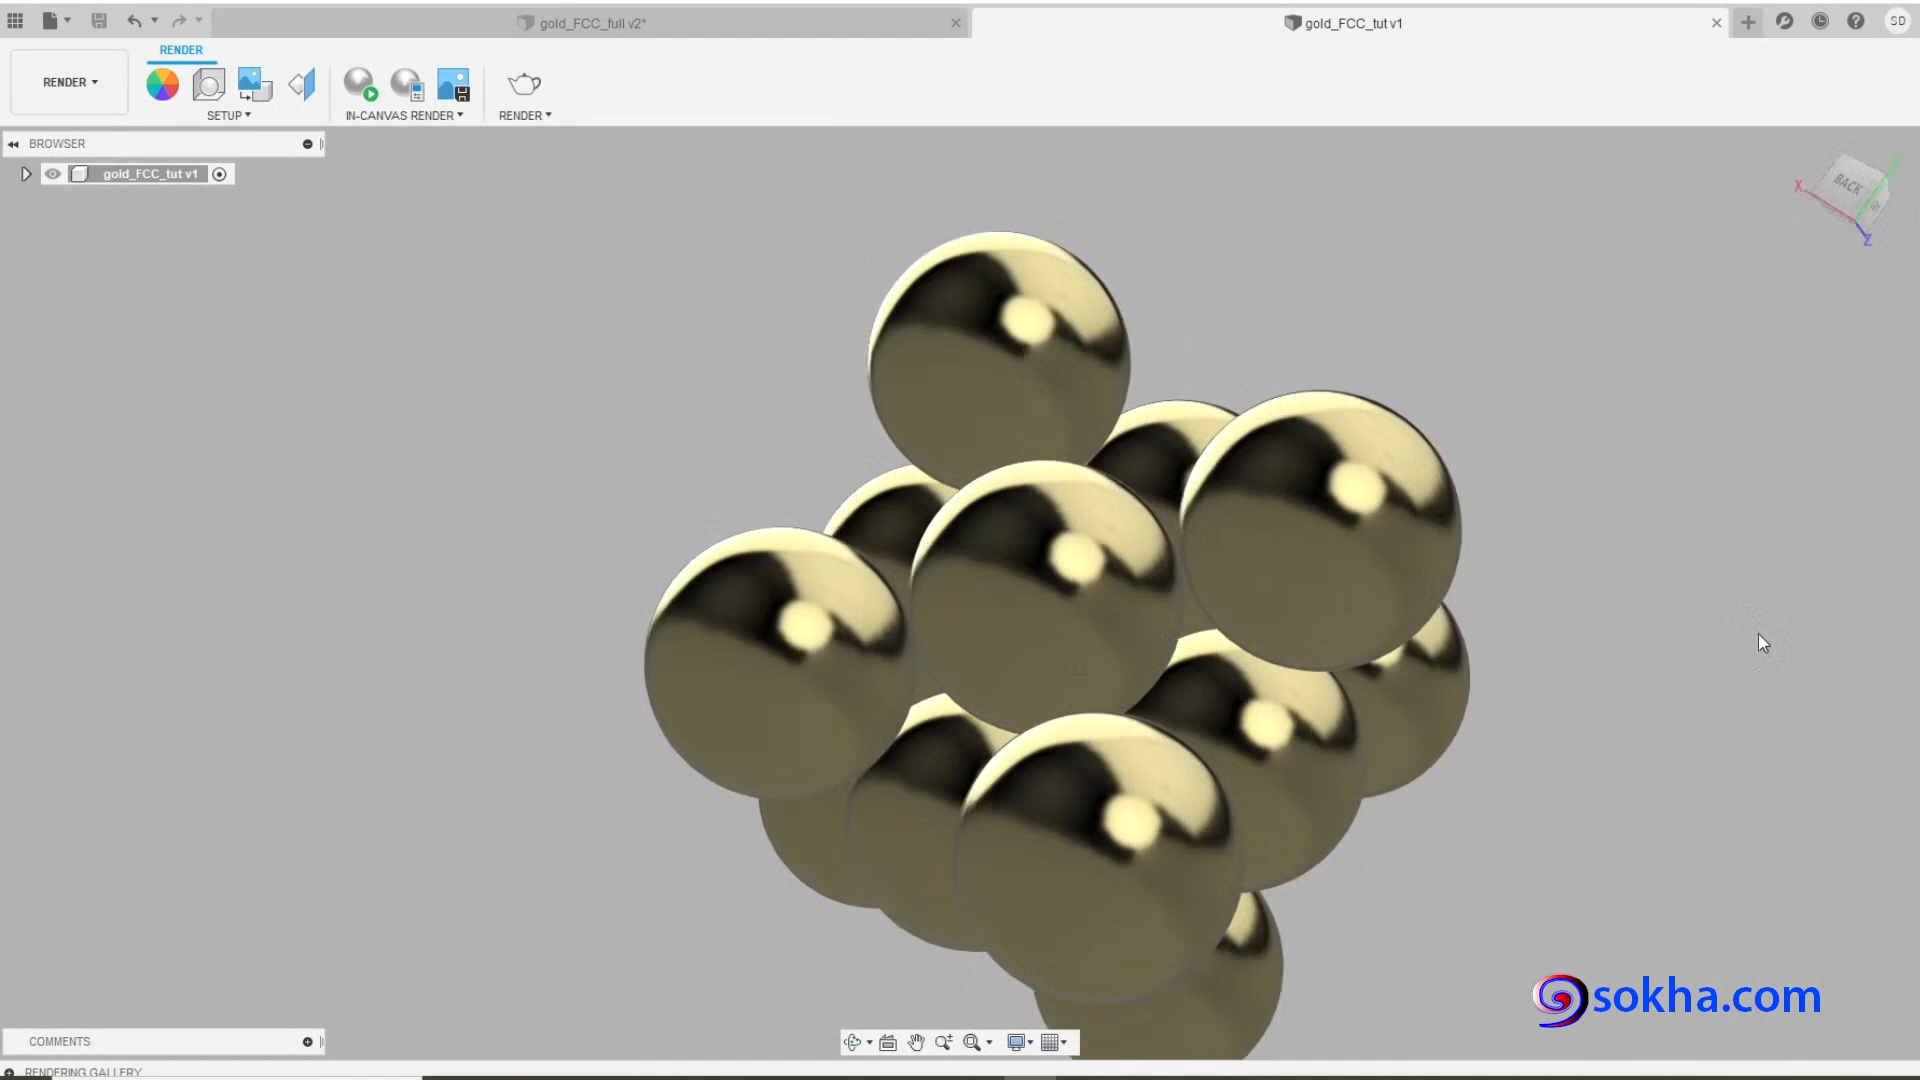 gold_FCC_full v2*
gold_FCC_tut v1
SD
RENDER
RENDER
SETUP
IN-CANVAS RENDER
RENDER
BROWSER
gold_FCC_tut v1
BACK
X
Z
sokha.com
COMMENTS
RENDERING GALLERY